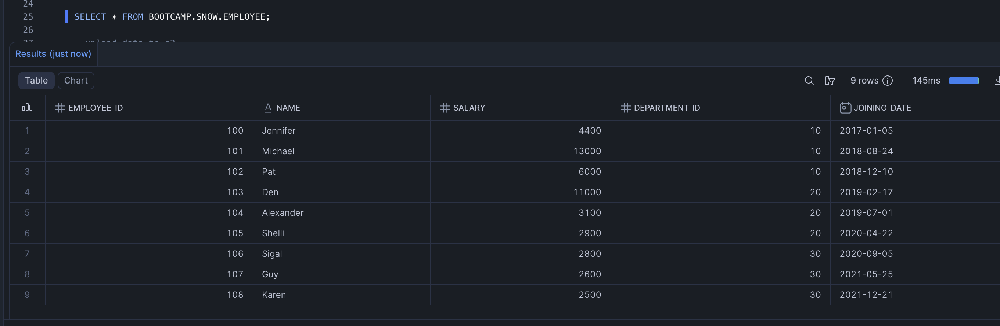 24
25 SELECT * FROM BOOTCAMP.SNOW.EMPLOYEE;
26
Results (just now)
Table Chart 9 rows 145ms
EMPLOYEE_ID NAME SALARY DEPARTMENT_ID JOINING_DATE
1 100 Jennifer 4400 10 2017-01-05
2 101 Michael 13000 10 2018-08-24
3 102 Pat 6000 10 2018-12-10
4 103 Den 11000 20 2019-02-17
5 104 Alexander 3100 20 2019-07-01
6 105 Shelli 2900 20 2020-04-22
7 106 Sigal 2800 30 2020-09-05
8 107 Guy 2600 30 2021-05-25
9 108 Karen 2500 30 2021-12-21